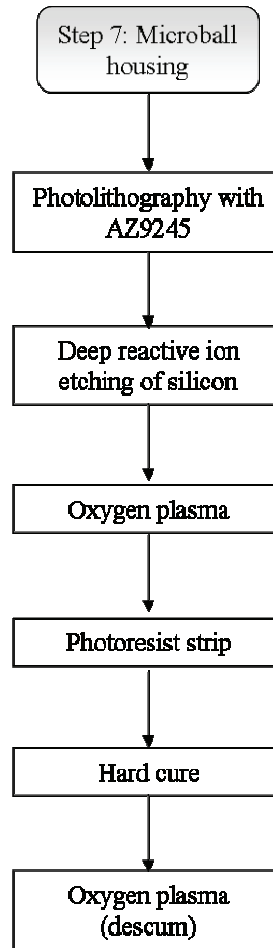 Step 7: Microball
housing
Photolithography with
AZ9245
Deep reactive ion
etching of silicon
Oxygen plasma
Photoresist strip
Hard cure
Oxygen plasma
(descum)